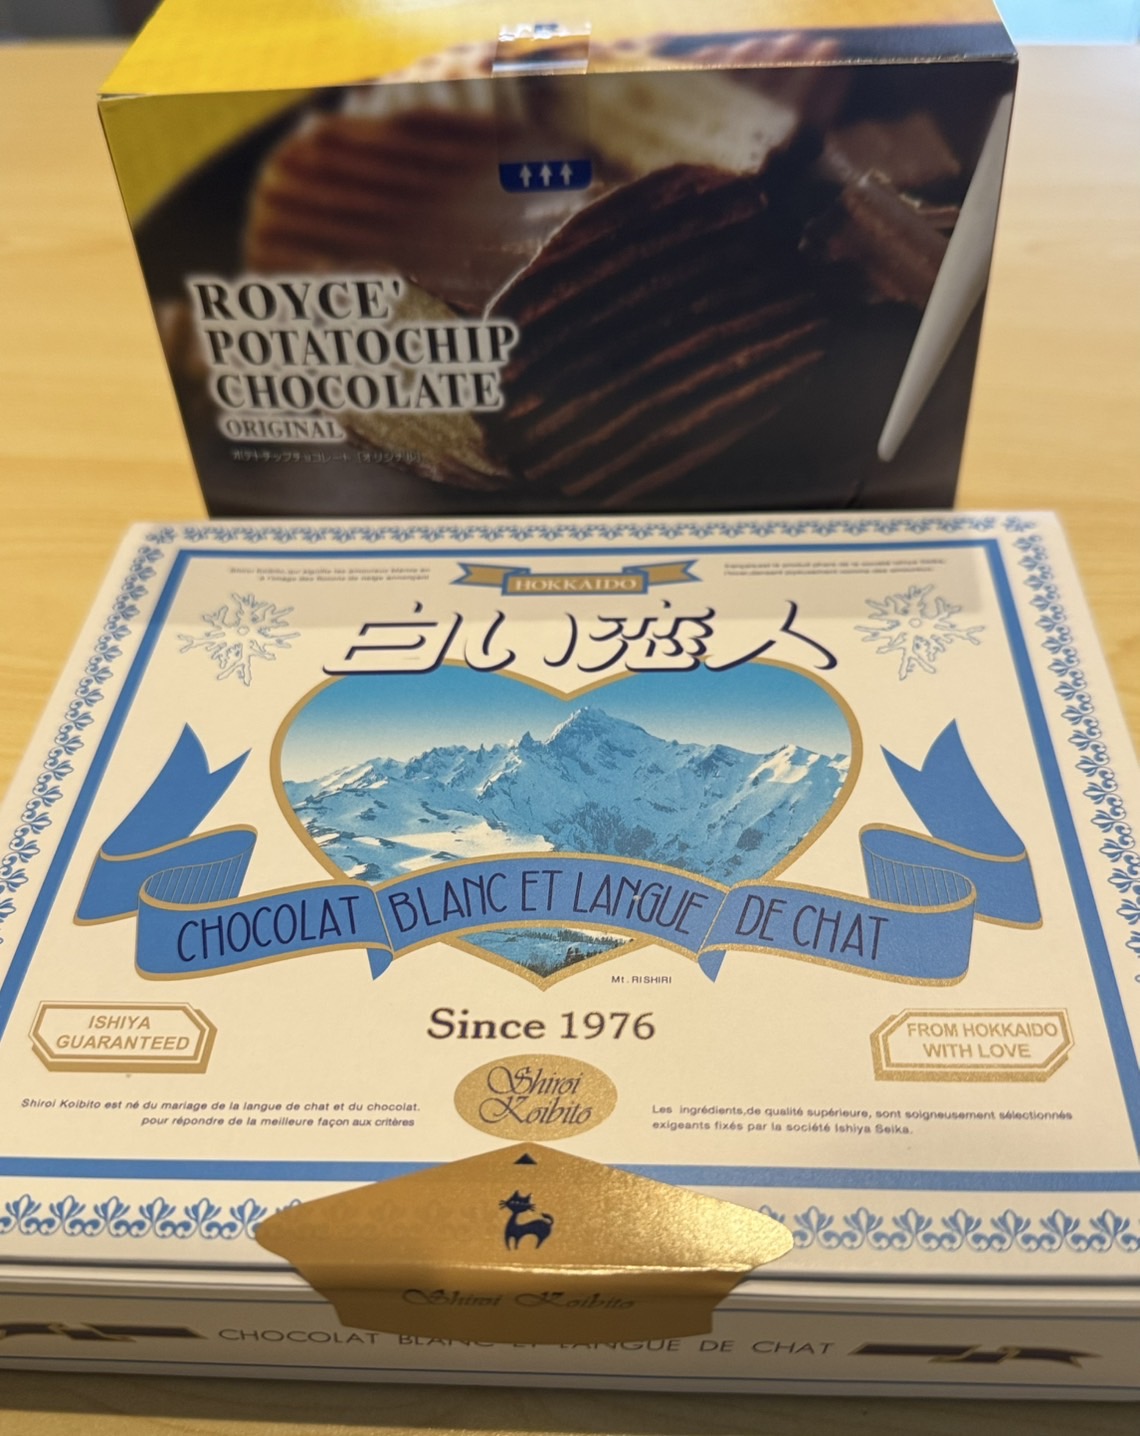 ROYCE'
POTATOCHIP
CHOCOLATE
ORIGINAL
ポテトチップチョコレート［オリジナル］
HOKKAIDO
白い恋人
CHOCOLAT BLANC ET LANGUE DE CHAT
Mt. RISHIRI
Since 1976
ISHIYA
GUARANTEED
FROM HOKKAIDO
WITH LOVE
Shiroi
Koibito
Shiroi Koibito est né du mariage de la langue de chat et du chocolat.
pour répondre de la meilleure façon aux critères
Les ingrédients,de qualité supérieure, sont soigneusement sélectionnés
exigeants fixés par la société Ishiya Seika.
Shiroi Koibito
CHOCOLAT BLANC ET LANGUE DE CHAT